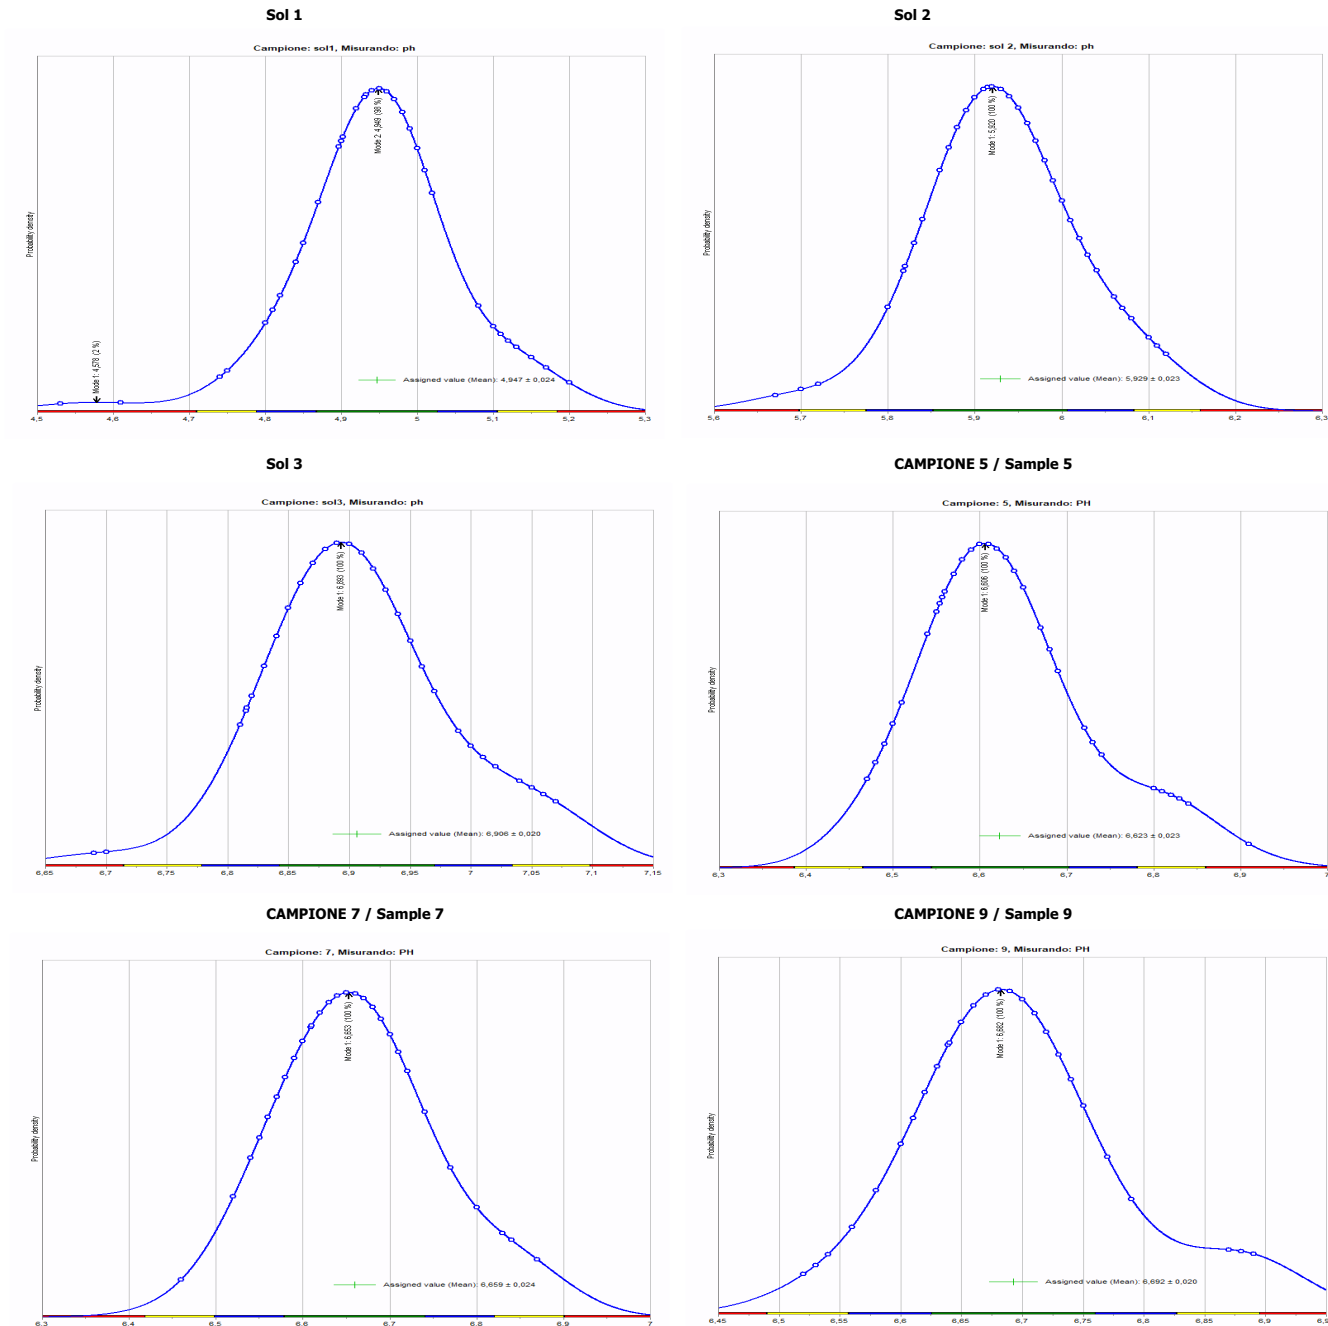 Sol 1
Campione: sol1, Misurando: ph
Probability density
Mode 1: 4,578 (2 %)
Mode 2: 4,949 (98 %)
Assigned value (Mean): 4,947 ± 0,024
4,5 4,6 4,7 4,8 4,9 5 5,1 5,2 5,3
Sol 2
Campione: sol 2, Misurando: ph
Probability density
Mode 1: 5,920 (100 %)
Assigned value (Mean): 5,929 ± 0,023
5,6 5,7 5,8 5,9 6 6,1 6,2 6,3
Sol 3
Campione: sol3, Misurando: ph
Probability density
Mode 1: 6,893 (100 %)
Assigned value (Mean): 6,906 ± 0,020
6,65 6,7 6,75 6,8 6,85 6,9 6,95 7 7,05 7,1 7,15
CAMPIONE 5 / Sample 5
Campione: 5, Misurando: PH
Probability density
Mode 1: 6,606 (100 %)
Assigned value (Mean): 6,623 ± 0,023
6,3 6,4 6,5 6,6 6,7 6,8 6,9 7
CAMPIONE 7 / Sample 7
Campione: 7, Misurando: PH
Probability density
Mode 1: 6,653 (100 %)
Assigned value (Mean): 6,659 ± 0,024
6,3 6,4 6,5 6,6 6,7 6,8 6,9 7
CAMPIONE 9 / Sample 9
Campione: 9, Misurando: PH
Probability density
Mode 1: 6,682 (100 %)
Assigned value (Mean): 6,692 ± 0,020
6,45 6,5 6,55 6,6 6,65 6,7 6,75 6,8 6,85 6,9